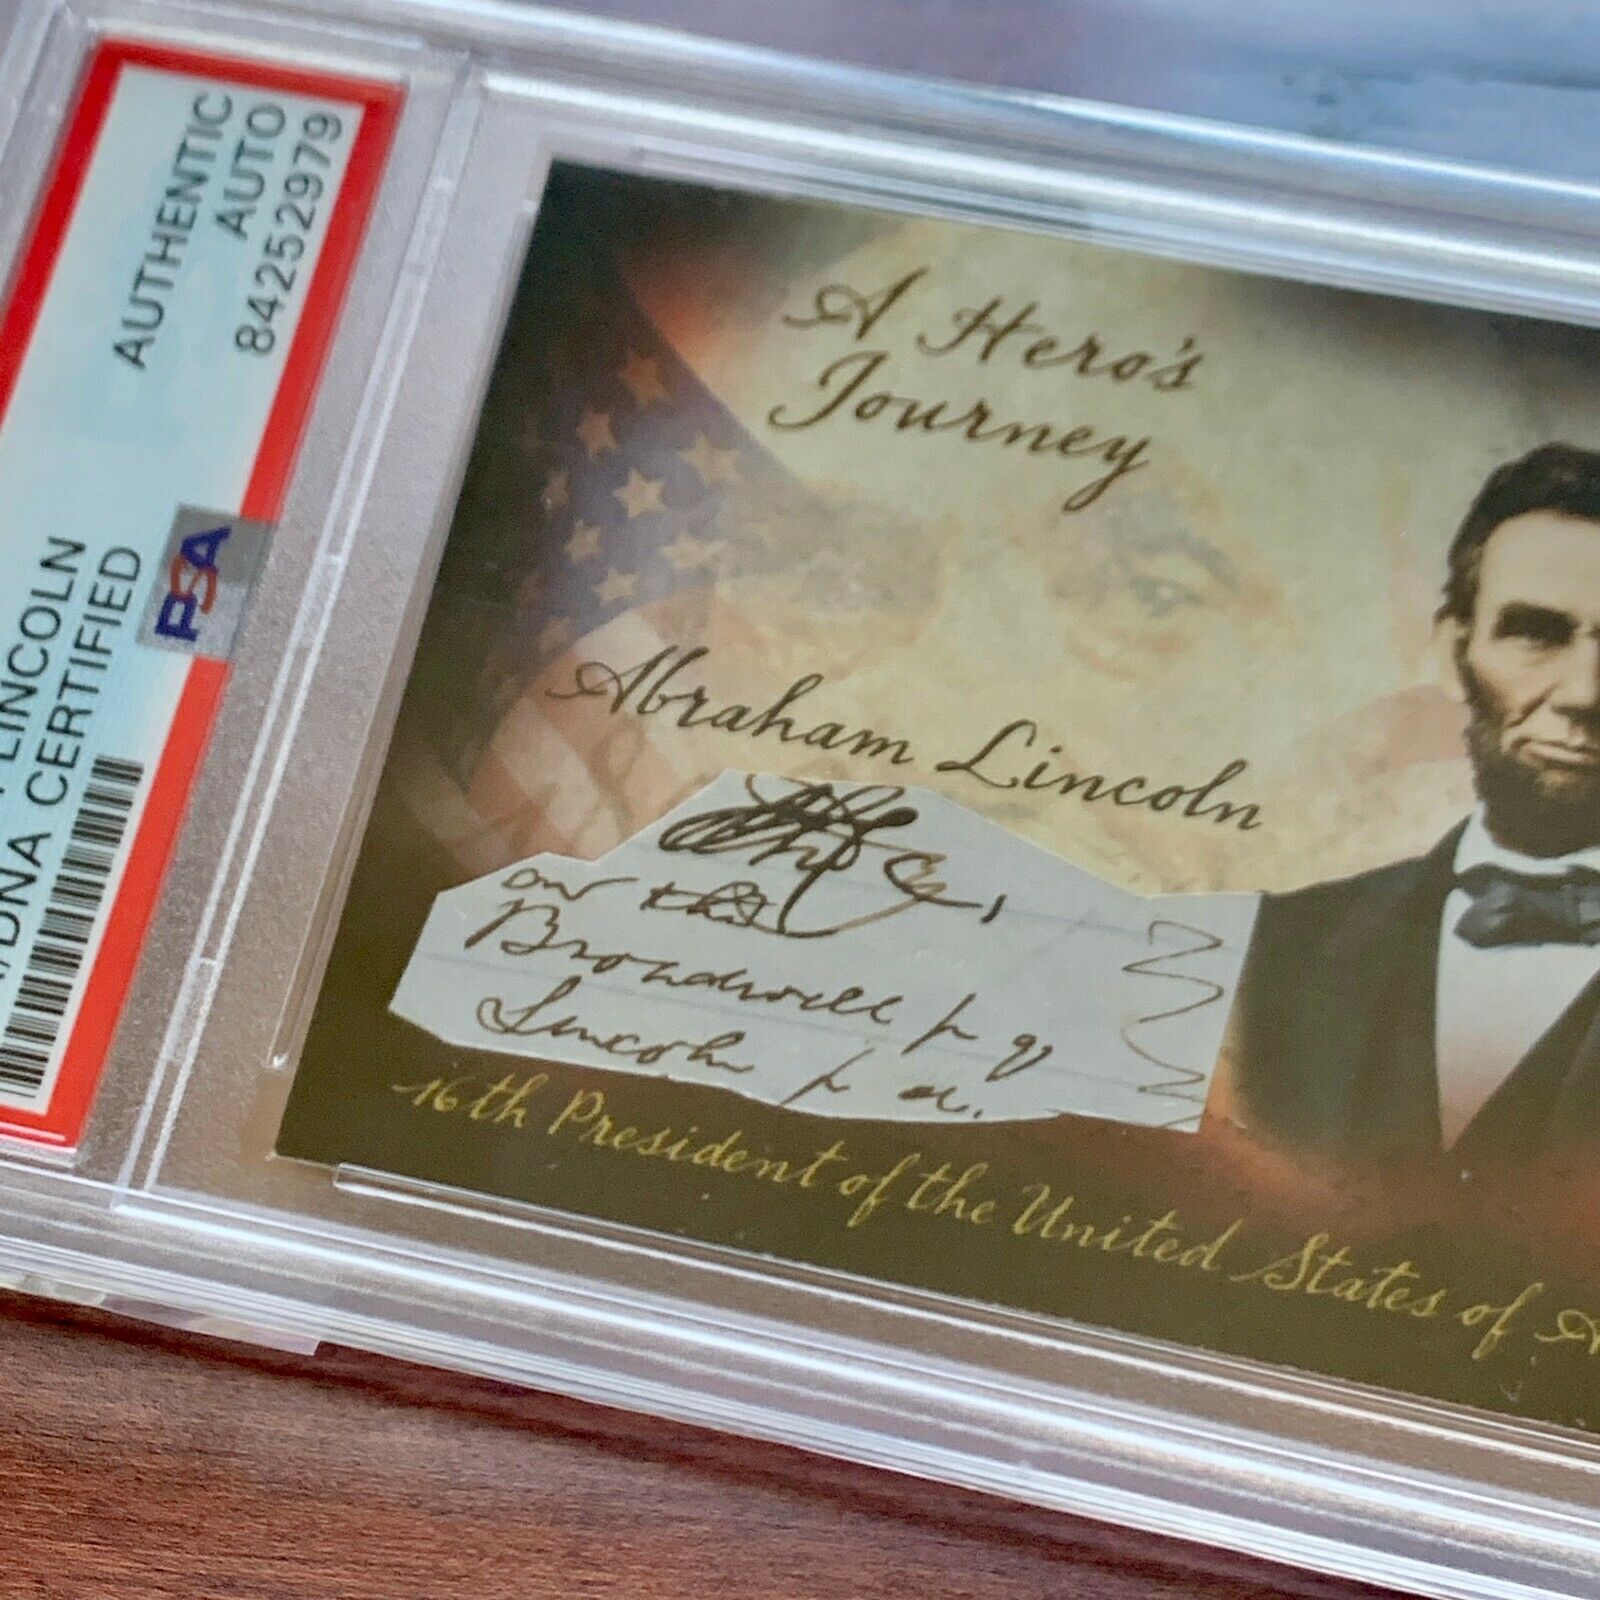 AUTHENTIC
AUTO
84252979
PSA
LINCOLN
/DNA CERTIFIED
A Hero's
Journey
Abraham Lincoln
on this
Broadwell p q
Lincoln p d.
16th President of the United States of A